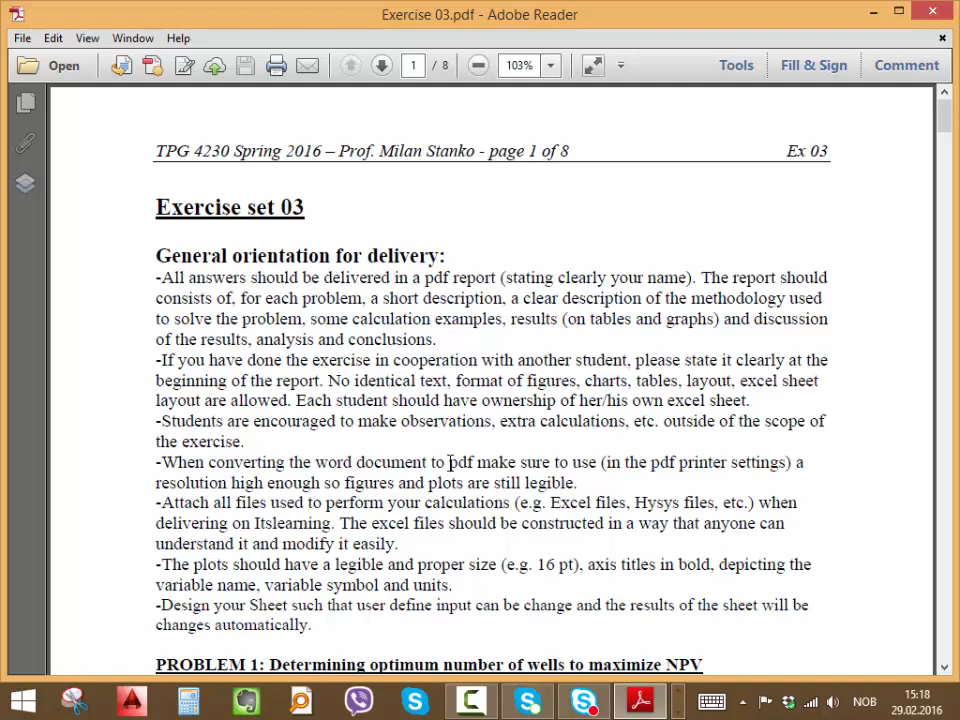 Exercise 03.pdf - Adobe Reader
File Edit View Window Help
Open 1 / 8 103% Tools Fill & Sign Comment
TPG 4230 Spring 2016 – Prof. Milan Stanko - page 1 of 8 Ex 03
Exercise set 03
General orientation for delivery:
-All answers should be delivered in a pdf report (stating clearly your name). The report should
consists of, for each problem, a short description, a clear description of the methodology used
to solve the problem, some calculation examples, results (on tables and graphs) and discussion
of the results, analysis and conclusions.
-If you have done the exercise in cooperation with another student, please state it clearly at the
beginning of the report. No identical text, format of figures, charts, tables, layout, excel sheet
layout are allowed. Each student should have ownership of her/his own excel sheet.
-Students are encouraged to make observations, extra calculations, etc. outside of the scope of
the exercise.
-When converting the word document to pdf make sure to use (in the pdf printer settings) a
resolution high enough so figures and plots are still legible.
-Attach all files used to perform your calculations (e.g. Excel files, Hysys files, etc.) when
delivering on Itslearning. The excel files should be constructed in a way that anyone can
understand it and modify it easily.
-The plots should have a legible and proper size (e.g. 16 pt), axis titles in bold, depicting the
variable name, variable symbol and units.
-Design your Sheet such that user define input can be change and the results of the sheet will be
changes automatically.
PROBLEM 1: Determining optimum number of wells to maximize NPV
NOB 15:18
29.02.2016